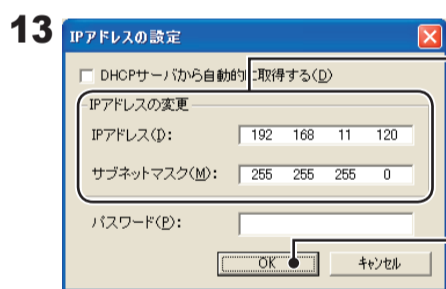 13
IPアドレスの設定
DHCPサーバから自動的に取得する(D)
IPアドレスの変更
IPアドレス(I): 192 168 11 120
サブネットマスク(M): 255 255 255 0
パスワード(P):
OK キャンセル